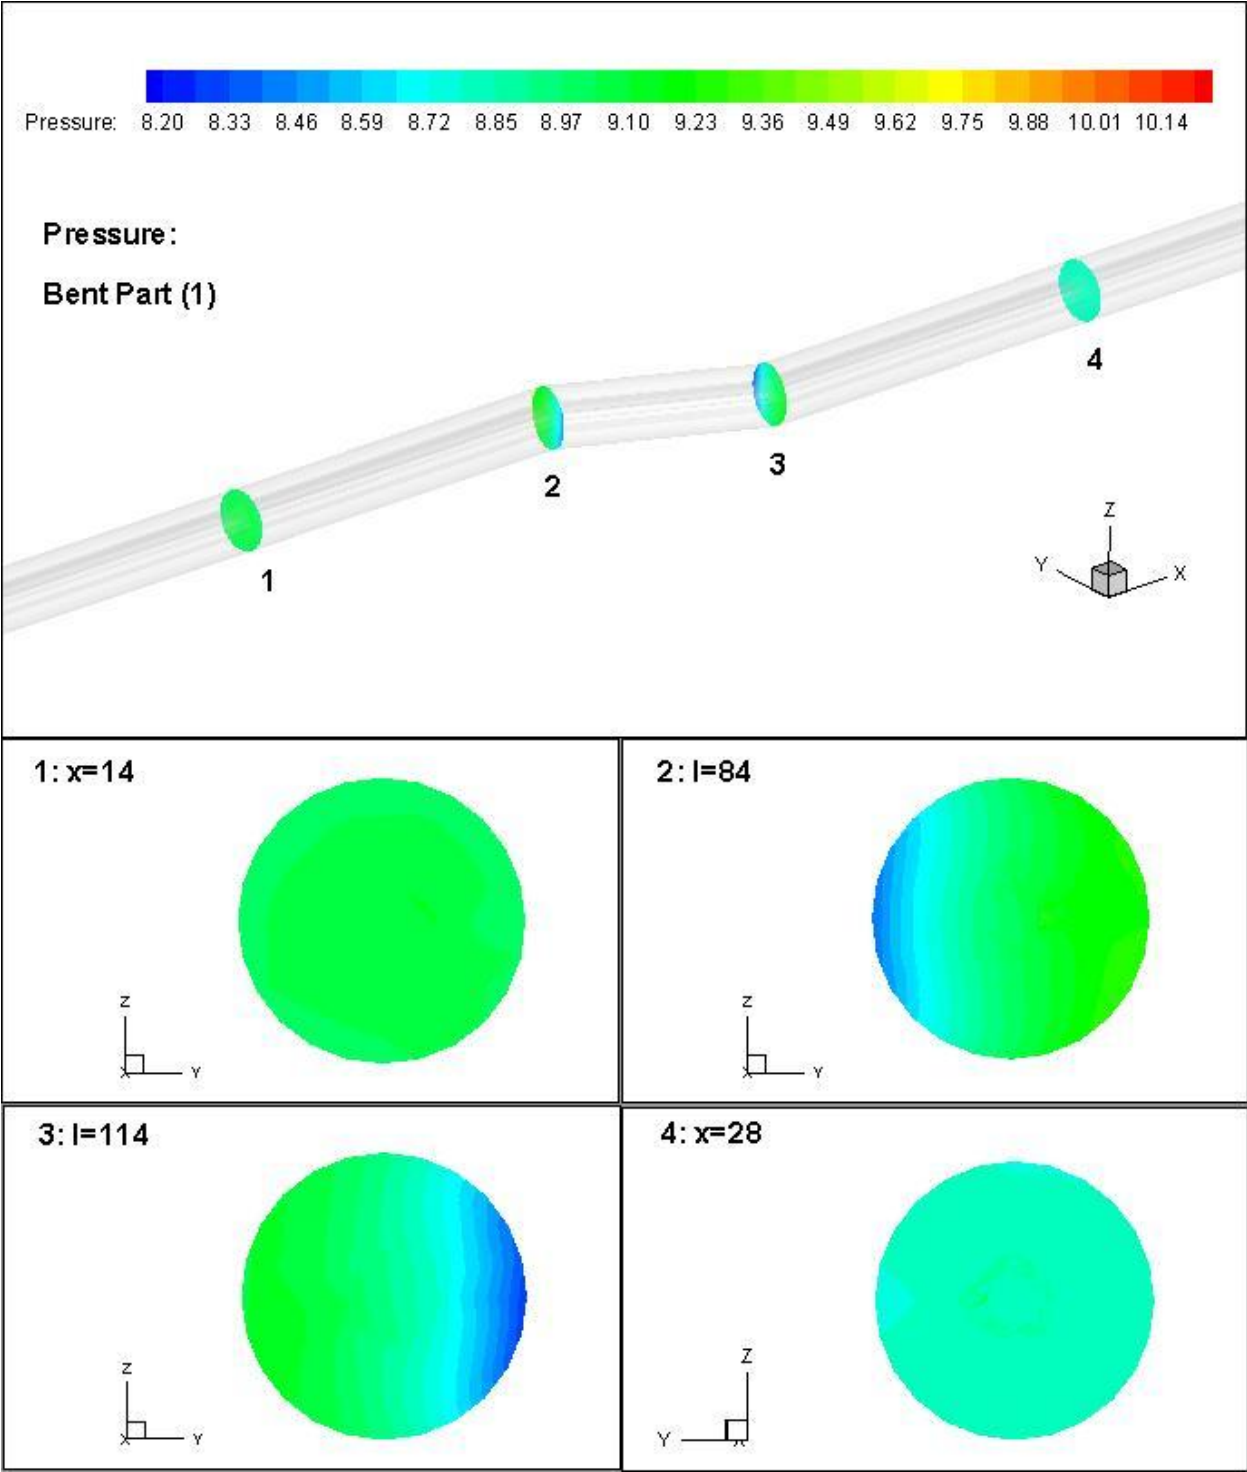 Pressure: 8.20 8.33 8.46 8.59 8.72 8.85 8.97 9.10 9.23 9.36 9.49 9.62 9.75 9.88 10.01 10.14
Pressure:
Bent Part (1)
4
3
2
1
Z
Y
X
1: x=14
Z
X
Y
2: I=84
Z
X
Y
3: I=114
Z
X
Y
4: x=28
Z
Y